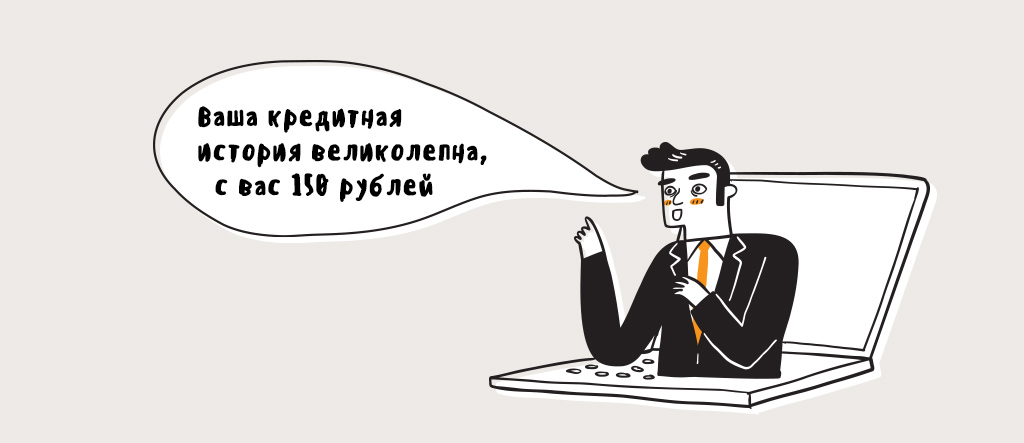 Ваша кредитная
история великолепна,
с вас 150 рублей